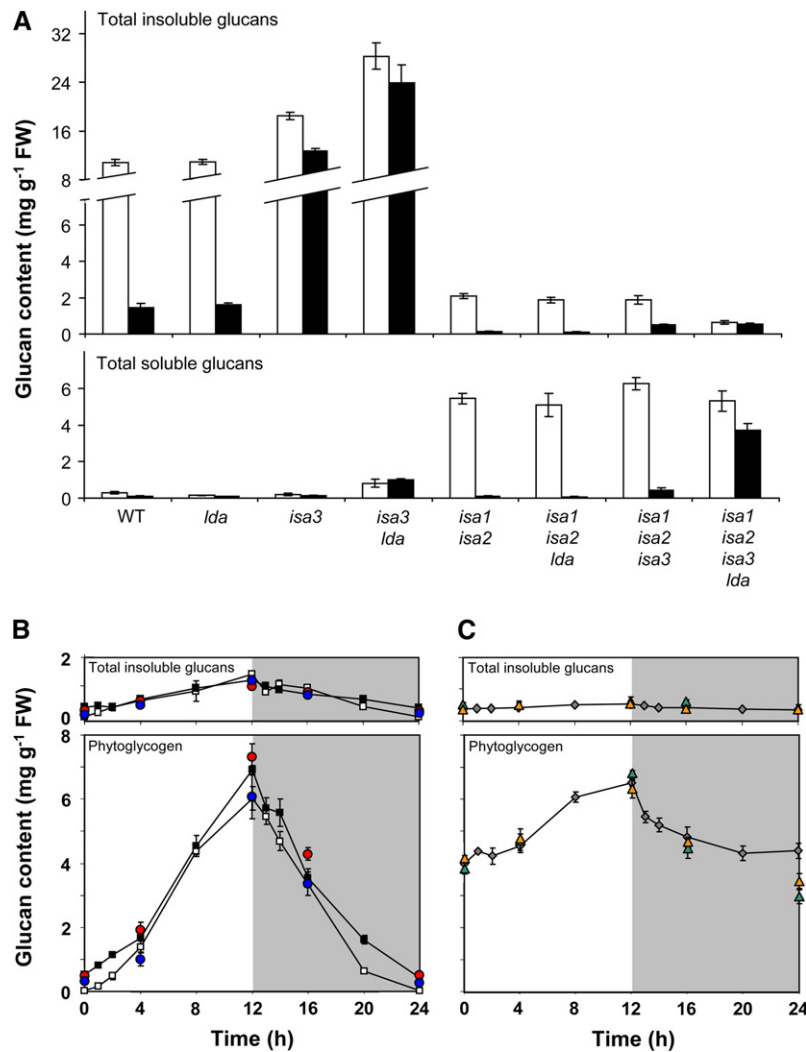 A
Total insoluble glucans
32
24
16
8
6
4
2
0
Glucan content (mg g⁻¹ FW)
Total soluble glucans
6
4
2
0
WT
lda
isa3
isa3
lda
isa1
isa2
isa1
isa2
lda
isa1
isa2
isa3
isa1
isa2
isa3
lda
B
2
0
Total insoluble glucans
8
6
4
2
0
Phytoglycogen
Glucan content (mg g⁻¹ FW)
0 4 8 12 16 20 24
Time (h)
C
Total insoluble glucans
Phytoglycogen
0 4 8 12 16 20 24
Time (h)